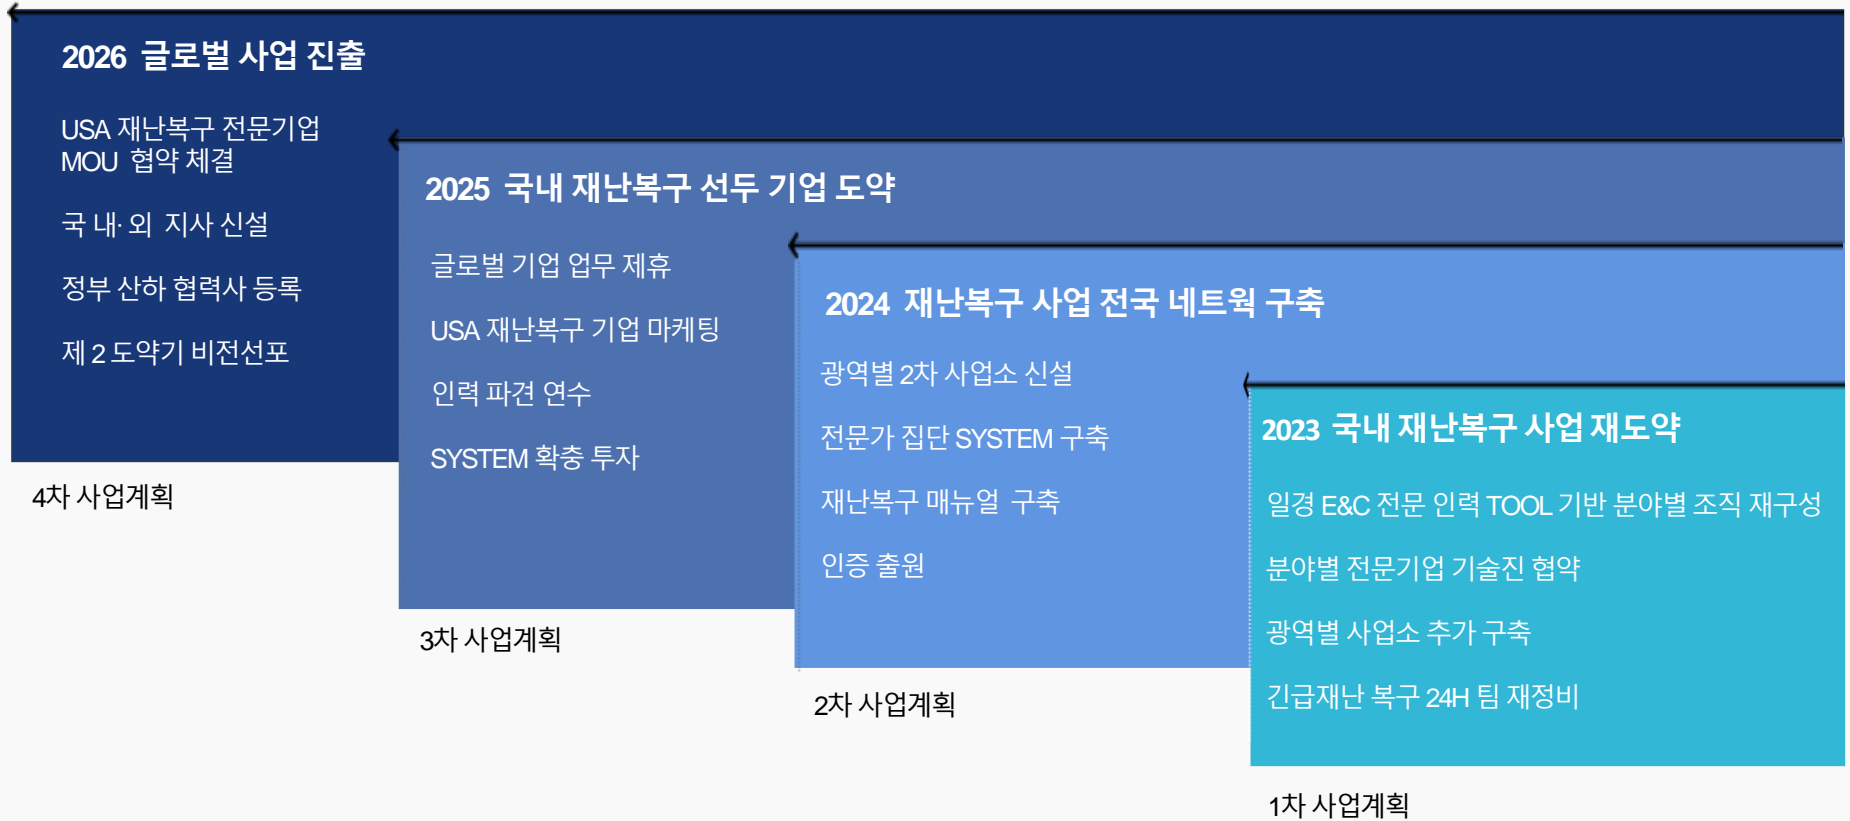 2026 글로벌 사업 진출
USA 재난복구 전문기업
MOU 협약 체결
국 내· 외 지사 신설
정부 산하 협력사 등록
제 2 도약기 비전선포
4차 사업계획
2025 국내 재난복구 선두 기업 도약
글로벌 기업 업무 제휴
USA 재난복구 기업 마케팅
인력 파견 연수
SYSTEM 확충 투자
3차 사업계획
2024 재난복구 사업 전국 네트웍 구축
광역별 2차 사업소 신설
전문가 집단 SYSTEM 구축
재난복구 매뉴얼 구축
인증 출원
2차 사업계획
2023 국내 재난복구 사업 재도약
일경 E&C 전문 인력 TOOL 기반 분야별 조직 재구성
분야별 전문기업 기술진 협약
광역별 사업소 추가 구축
긴급재난 복구 24H 팀 재정비
1차 사업계획